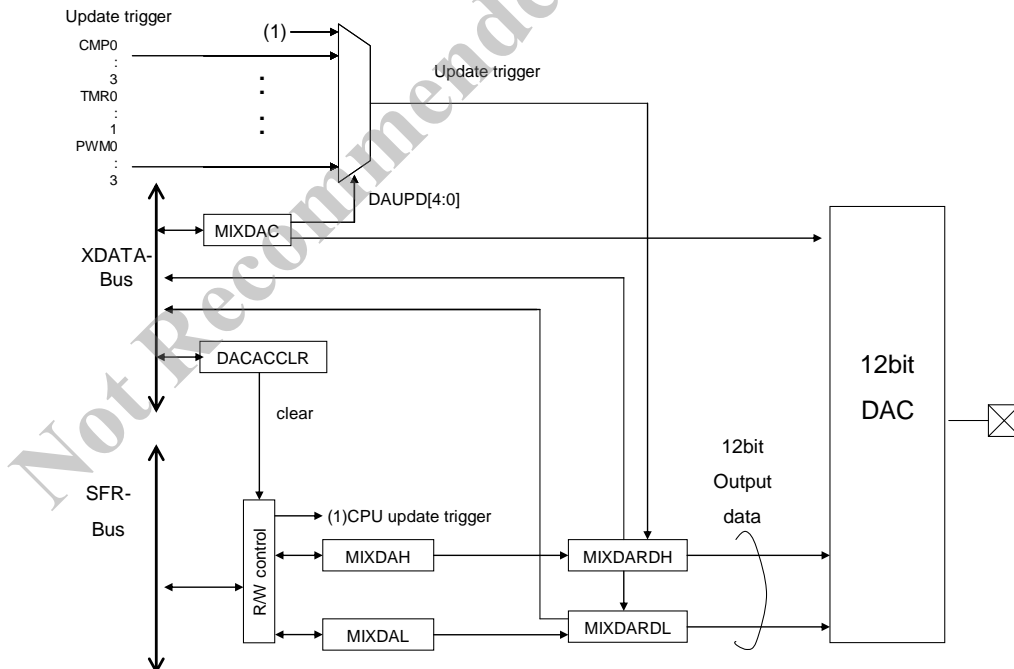 Update trigger
CMP0
:
3
TMR0
:
1
PWM0
:
3
(1)
Update trigger
DAUPD[4:0]
MIXDAC
XDATA-
Bus
DACACCLR
clear
12bit
DAC
SFR-
Bus
R/W control
(1)CPU update trigger
MIXDAH
MIXDAL
MIXDARDH
MIXDARDL
12bit
Output
data
Not Recommende